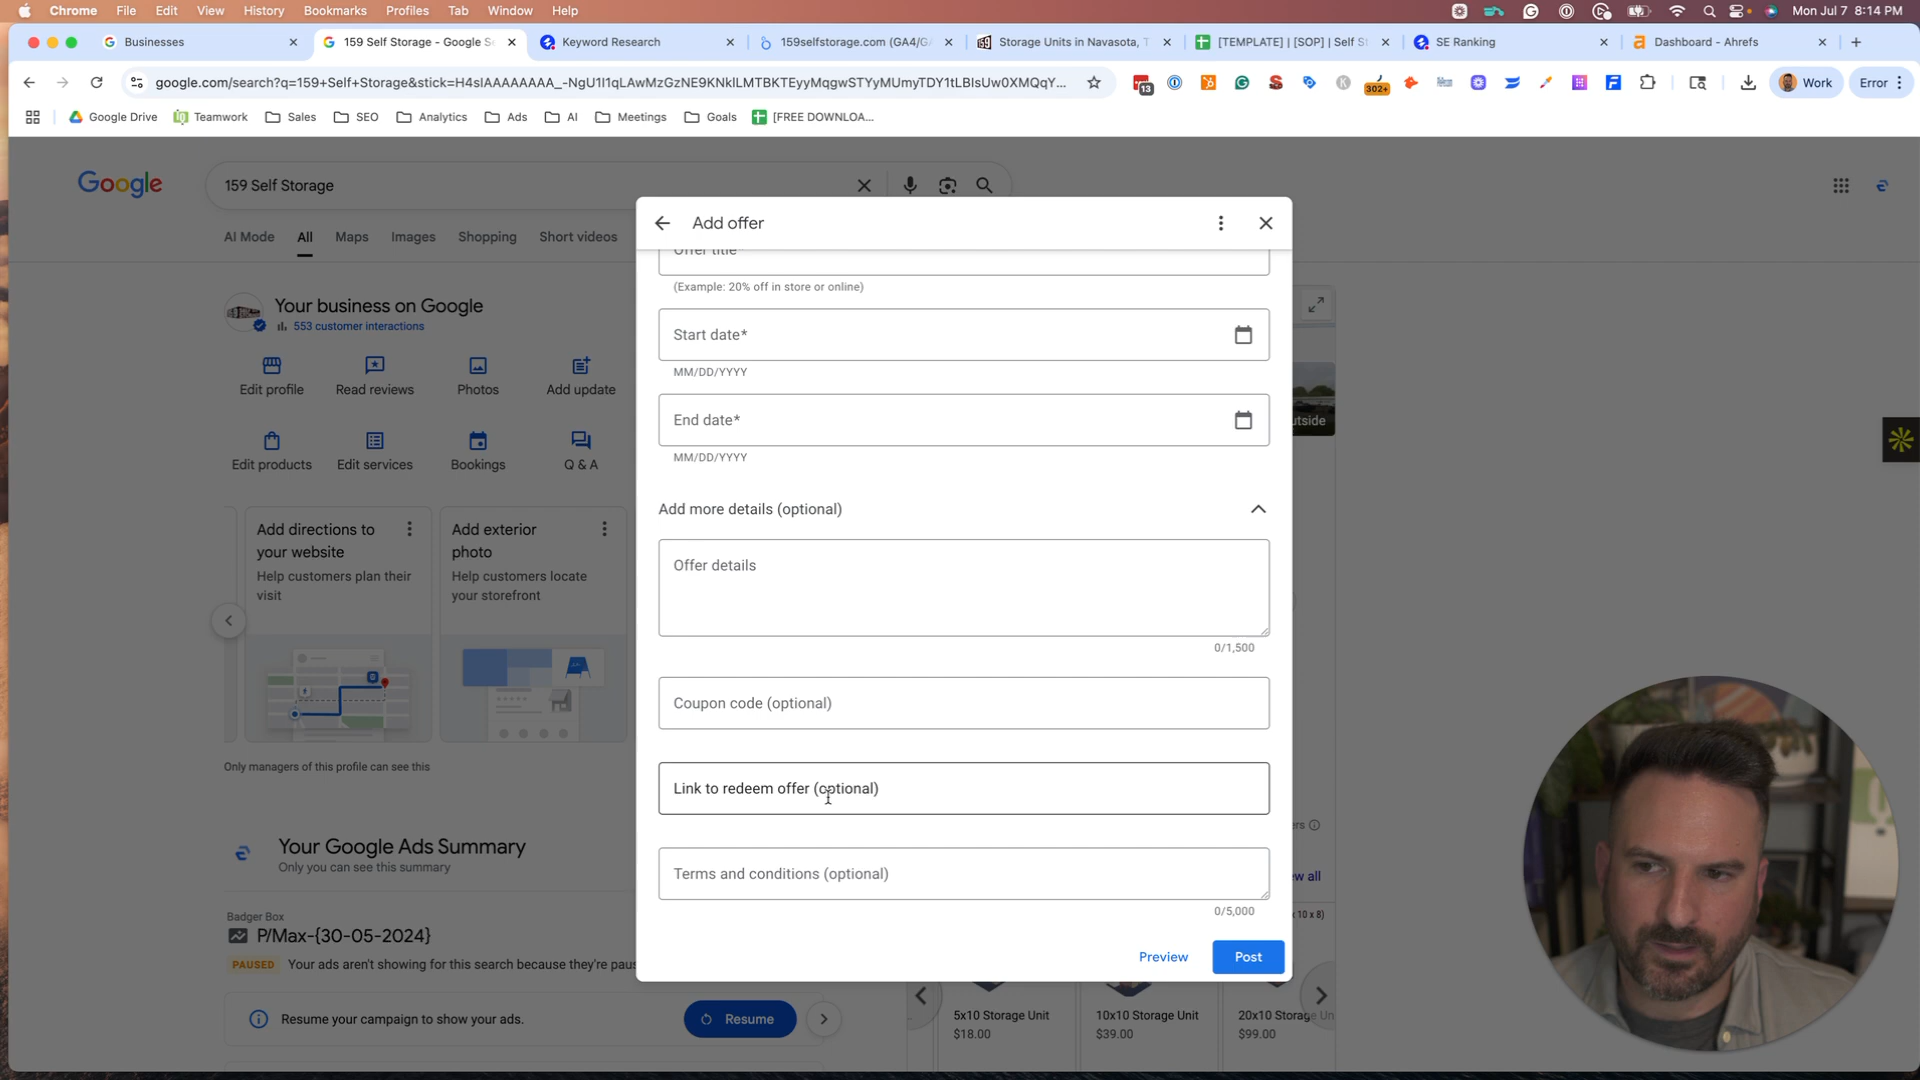 Chrome File Edit View History Bookmarks Profiles Tab Window Help Mon Jul 7 8:14 PM
Businesses 159 Self Storage - Google Se Keyword Research 159selfstorage.com (GA4/GA Storage Units in Navasota, T [TEMPLATE] | [SOP] | Self St SE Ranking Dashboard - Ahrefs
13 302+ Work Error
Google Drive Teamwork Sales SEO Analytics Ads AI Meetings Goals [FREE DOWNLOA...
Google 159 Self Storage
AI Mode All Maps Images Shopping Short videos
Add offer
Offer title*
(Example: 20% off in store or online)
Start date*
MM/DD/YYYY
End date*
MM/DD/YYYY
Add more details (optional)
Offer details
0/1,500
Coupon code (optional)
Link to redeem offer (optional)
Terms and conditions (optional)
0/5,000
Preview Post
Your business on Google
553 customer interactions
Edit profile Read reviews Photos Add update
Edit products Edit services Bookings Q & A
Add directions to
your website
Help customers plan their
visit
Add exterior
photo
Help customers locate
your storefront
Only managers of this profile can see this
Your Google Ads Summary
Only you can see this summary
Badger Box
P/Max-{30-05-2024}
PAUSED Your ads aren't showing for this search because they're paus
Resume your campaign to show your ads. Resume
utside
ers
ew all
10 x 8)
5x10 Storage Unit
$18.00
10x10 Storage Unit
$39.00
20x10 Storage Un
$99.00